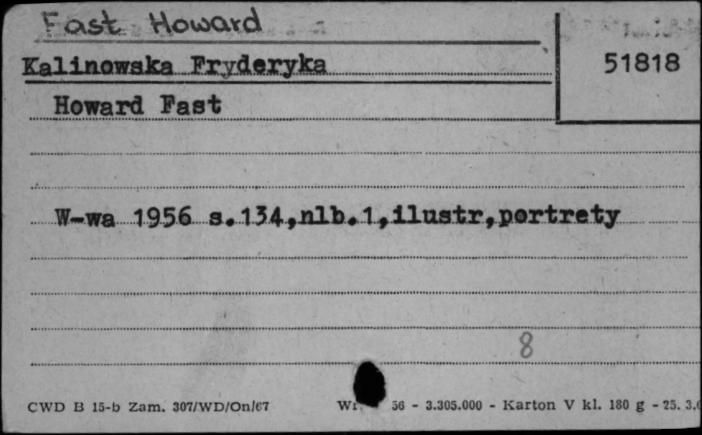 Fast Howard
Kalinowska Fryderyka
51818
Howard Fast
W-wa 1956 s.134,nlb.1,ilustr,portrety
8
CWD B 15-b Zam. 307/WD/On/67 56 - 3.305.000 - Karton V kl. 180 g - 25. 3.